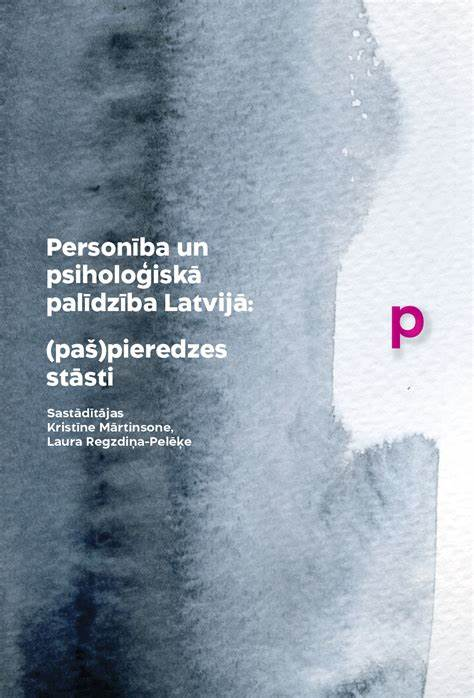 Personība un
psiholoģiskā
palīdzība Latvijā:
(paš)pieredzes
stāsti
p
Sastādītājas
Kristīne Mārtinsone,
Laura Regzdiņa-Pelēķe